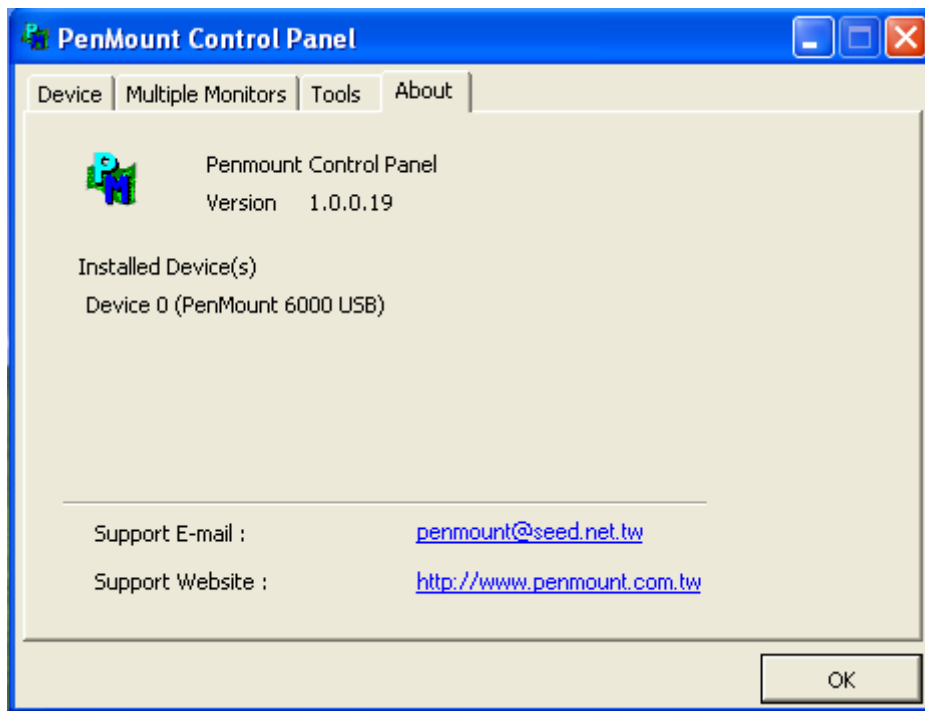 PenMount Control Panel
Device Multiple Monitors Tools About
Penmount Control Panel
Version 1.0.0.19
Installed Device(s)
Device 0 (PenMount 6000 USB)
Support E-mail : penmount@seed.net.tw
Support Website : http://www.penmount.com.tw
OK